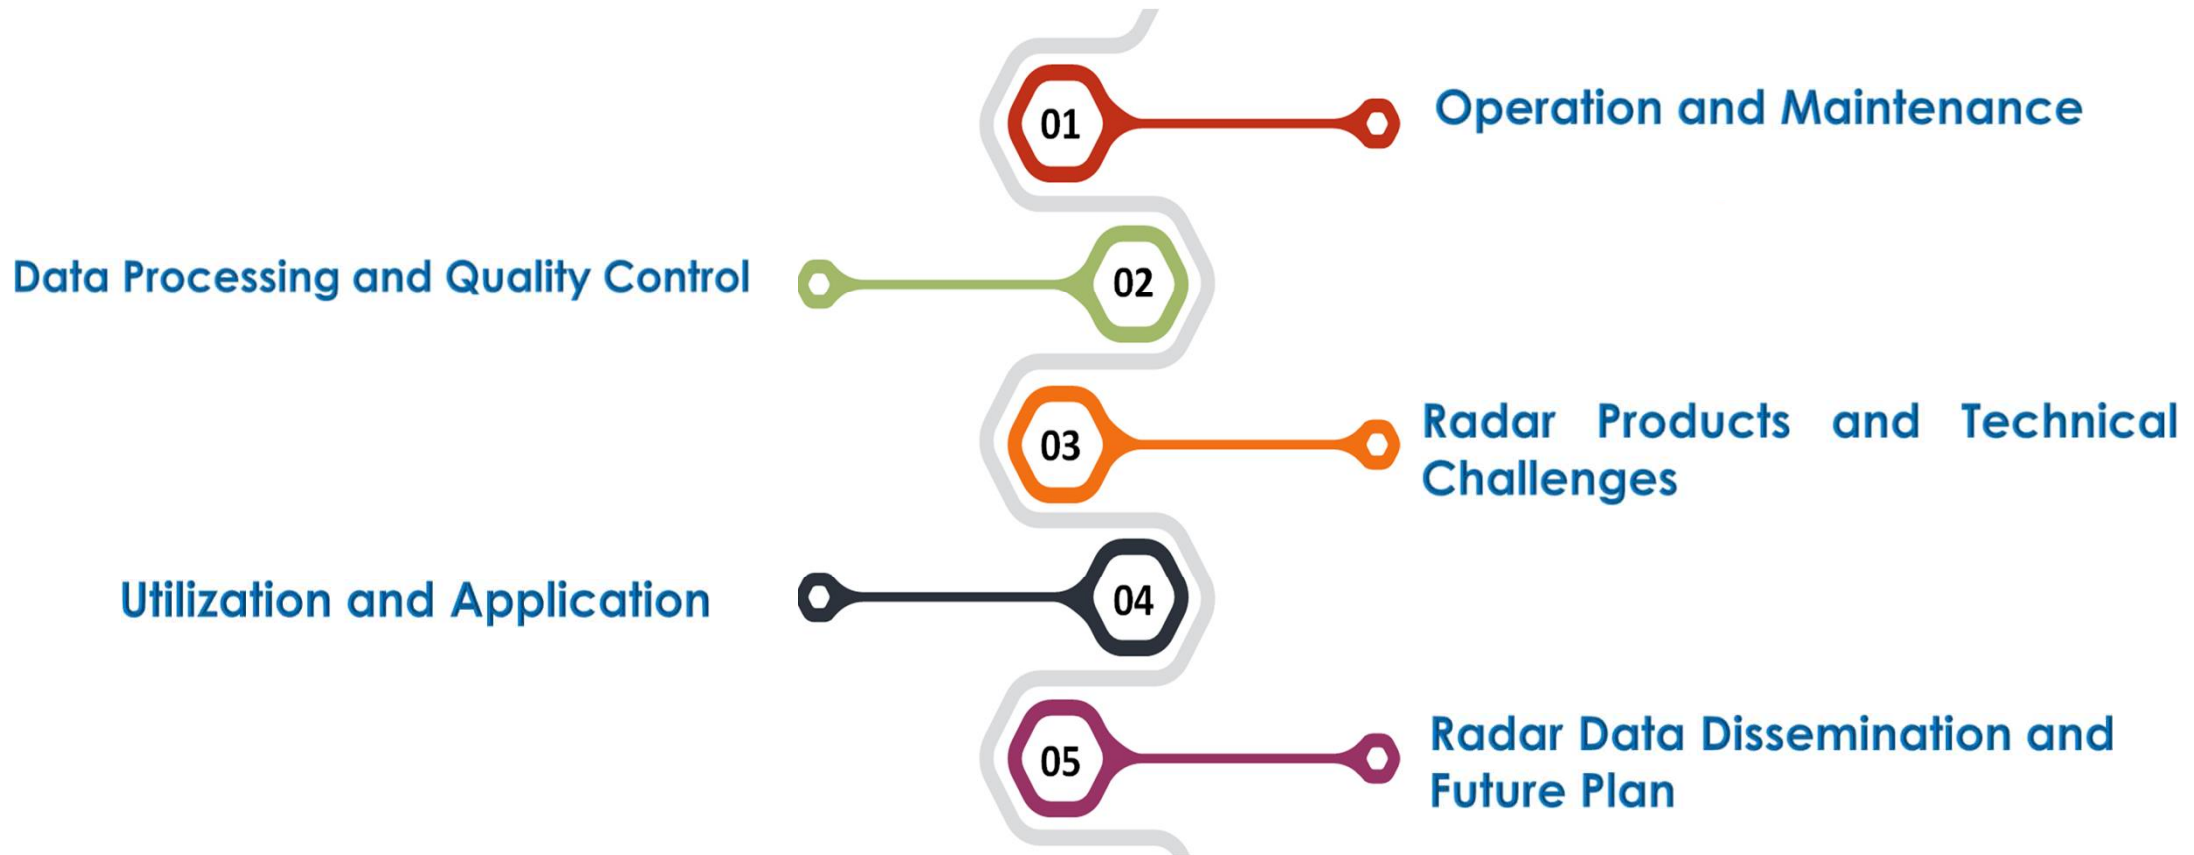 01
Operation and Maintenance
Data Processing and Quality Control
02
03
Radar Products and Technical
Challenges
Utilization and Application
04
05
Radar Data Dissemination and
Future Plan